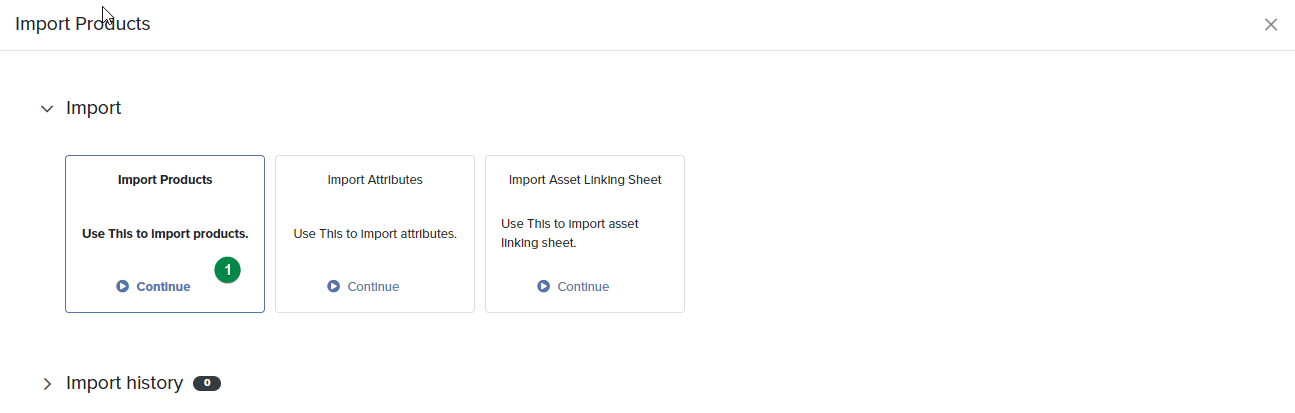 Import Products
Import
Import Products
Use This to import products.
1
Continue
Import Attributes
Use This to import attributes.
Continue
Import Asset Linking Sheet
Use This to import asset
linking sheet.
Continue
Import history 0